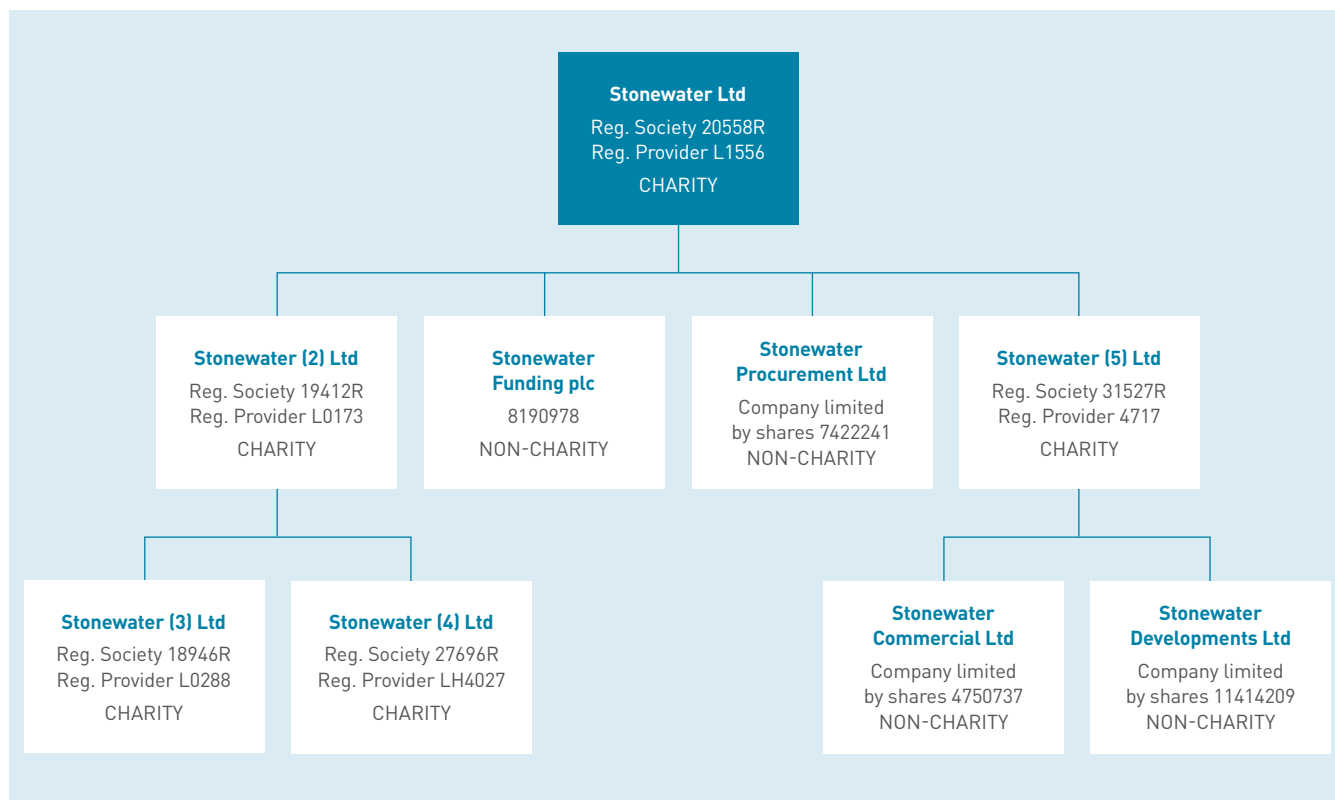 Stonewater Ltd
Reg. Society 20558R
Reg. Provider L1556
CHARITY
Stonewater (2) Ltd
Reg. Society 19412R
Reg. Provider L0173
CHARITY
Stonewater
Funding plc
8190978
NON-CHARITY
Stonewater
Procurement Ltd
Company limited
by shares 7422241
NON-CHARITY
Stonewater (5) Ltd
Reg. Society 31527R
Reg. Provider 4717
CHARITY
Stonewater (3) Ltd
Reg. Society 18946R
Reg. Provider L0288
CHARITY
Stonewater (4) Ltd
Reg. Society 27696R
Reg. Provider LH4027
CHARITY
Stonewater
Commercial Ltd
Company limited
by shares 4750737
NON-CHARITY
Stonewater
Developments Ltd
Company limited
by shares 11414209
NON-CHARITY